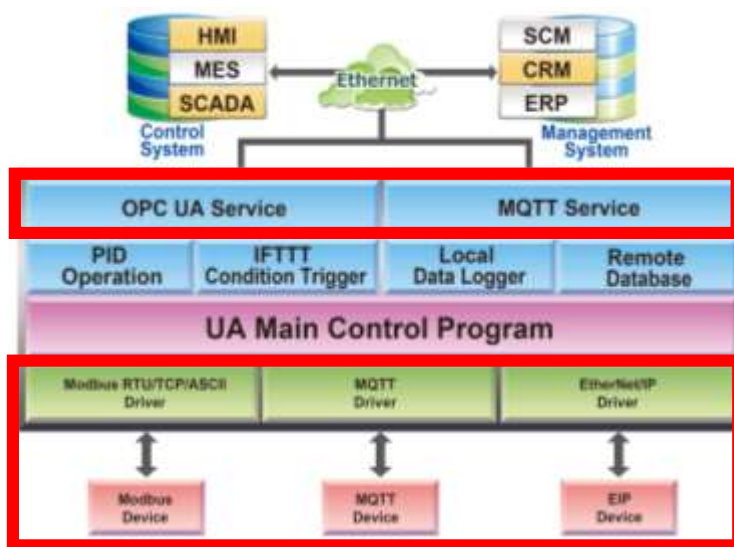 HMI
MES
SCADA
Control
System
Ethernet
SCM
CRM
ERP
Management
System
OPC UA Service
MQTT Service
PID
Operation
IFTTT
Condition Trigger
Local
Data Logger
Remote
Database
UA Main Control Program
Modbus RTU/TCP/ASCII
Driver
MQTT
Driver
EtherNet/IP
Driver
Modbus
Device
MQTT
Device
EIP
Device